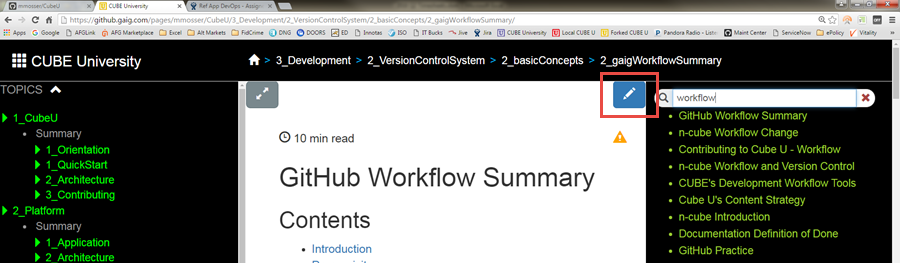 mmosser/CubeU
CUBE University
Ref App DevOps - Assign
https://github.gaig.com/pages/mmosser/CubeU/3_Development/2_VersionControlSystem/2_basicConcepts/2_gaigWorkflowSummary/
Apps
AFGLink
AFG Marketplace
Excel
FidCrime
DNG
DOORS
ED
Innotas
ISO
IT Bucks
Jive
Jira
CUBE University
Local CUBE U
Forked CUBE U
Pandora Radio - Listen
Maint Center
ServiceNow
ePolicy
Vitality
CUBE University
3_Development > 2_VersionControlSystem > 2_basicConcepts > 2_gaigWorkflowSummary
TOPICS
1_CubeU
Summary
1_Orientation
1_QuickStart
2_Architecture
3_Contributing
2_Platform
Summary
1_Application
2_Architecture
10 min read
GitHub Workflow Summary
Contents
Introduction
workflow
GitHub Workflow Summary
n-cube Workflow Change
Contributing to Cube U - Workflow
n-cube Workflow and Version Control
CUBE's Development Workflow Tools
Cube U's Content Strategy
n-cube Introduction
Documentation Definition of Done
GitHub Practice